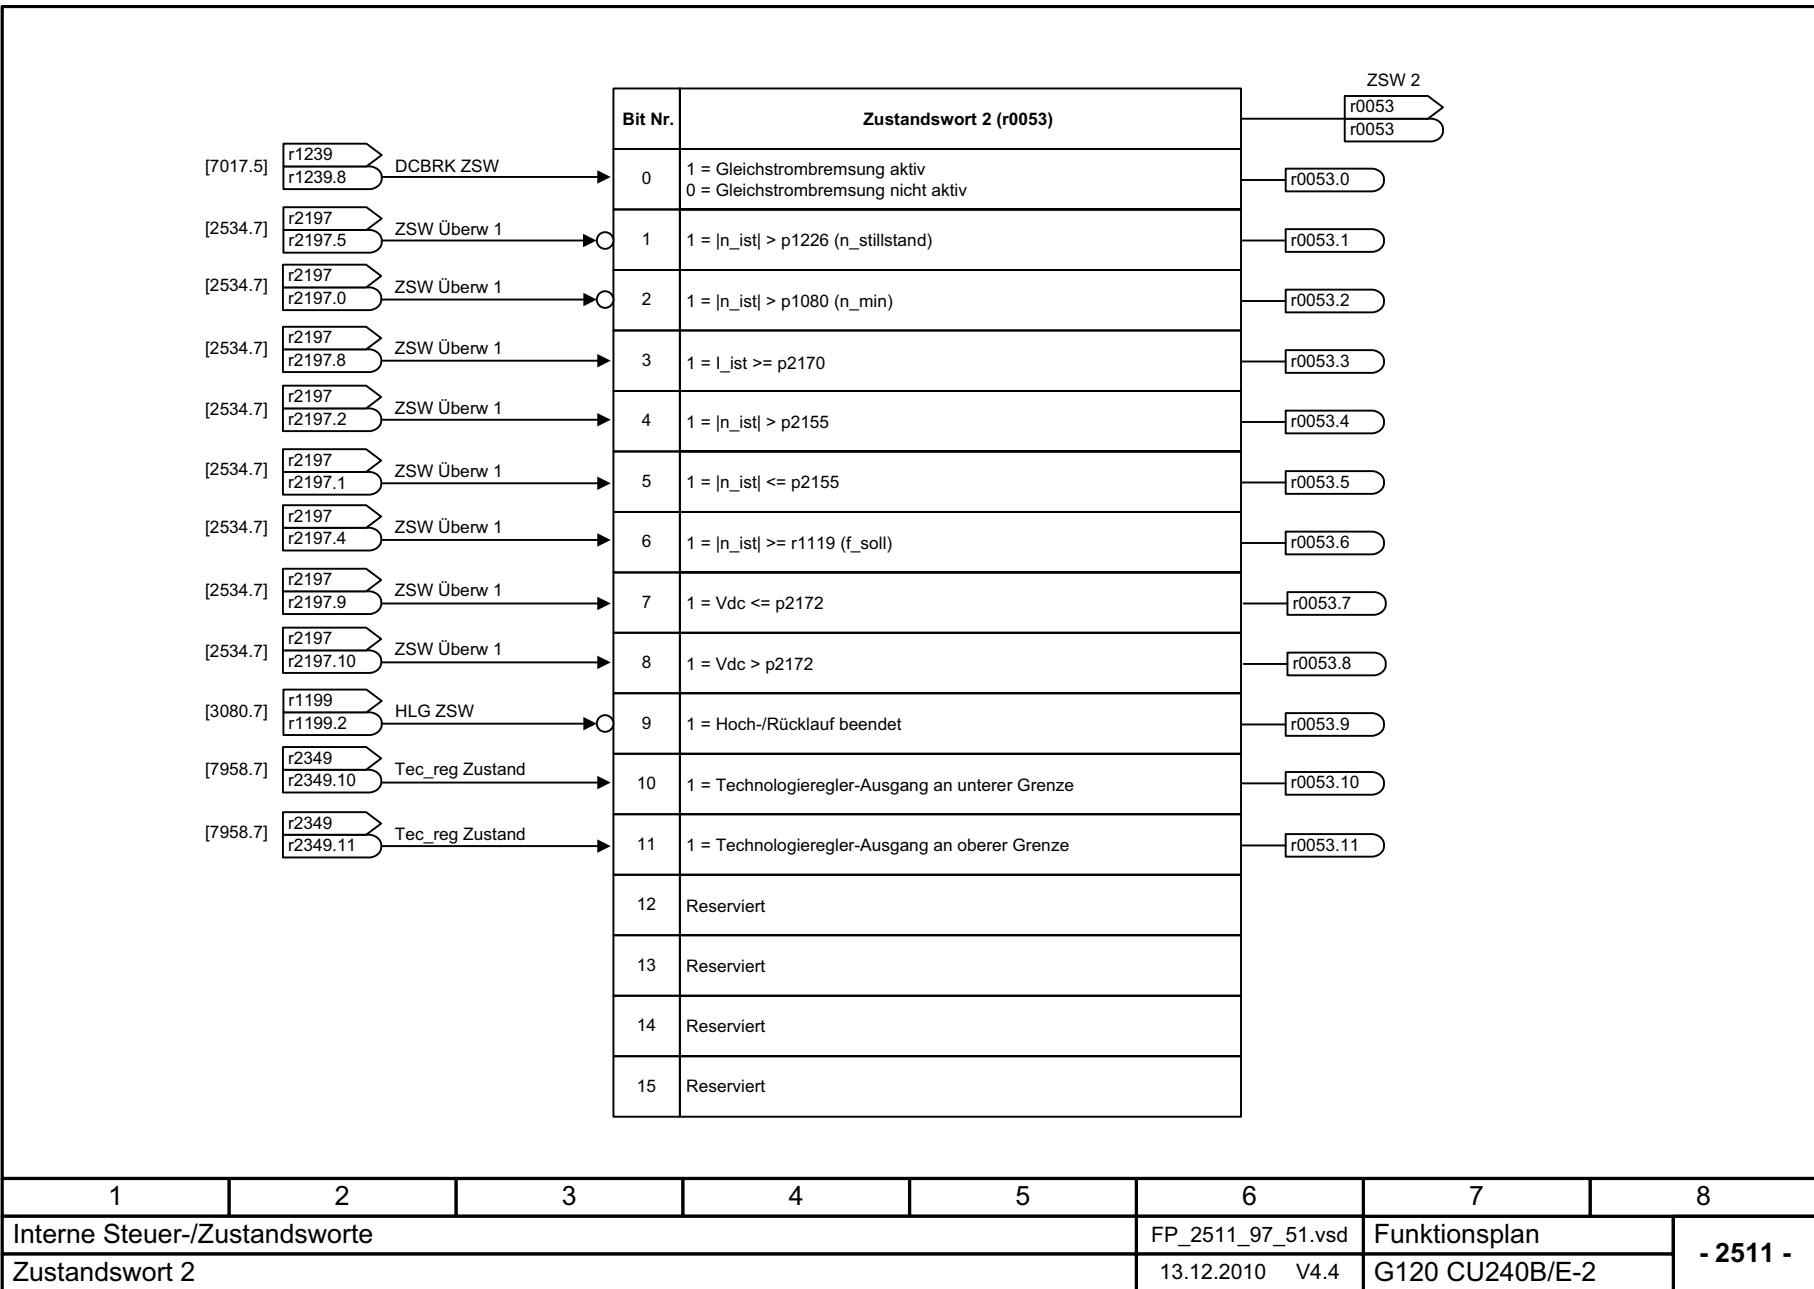 ZSW 2
r0053
r0053
Bit Nr. Zustandswort 2 (r0053)
[7017.5] r1239
r1239.8 DCBRK ZSW 0 1 = Gleichstrombremsung aktiv
0 = Gleichstrombremsung nicht aktiv r0053.0
[2534.7] r2197
r2197.5 ZSW Überw 1 1 1 = |n_ist| > p1226 (n_stillstand) r0053.1
[2534.7] r2197
r2197.0 ZSW Überw 1 2 1 = |n_ist| > p1080 (n_min) r0053.2
[2534.7] r2197
r2197.8 ZSW Überw 1 3 1 = I_ist >= p2170 r0053.3
[2534.7] r2197
r2197.2 ZSW Überw 1 4 1 = |n_ist| > p2155 r0053.4
[2534.7] r2197
r2197.1 ZSW Überw 1 5 1 = |n_ist| <= p2155 r0053.5
[2534.7] r2197
r2197.4 ZSW Überw 1 6 1 = |n_ist| >= r1119 (f_soll) r0053.6
[2534.7] r2197
r2197.9 ZSW Überw 1 7 1 = Vdc <= p2172 r0053.7
[2534.7] r2197
r2197.10 ZSW Überw 1 8 1 = Vdc > p2172 r0053.8
[3080.7] r1199
r1199.2 HLG ZSW 9 1 = Hoch-/Rücklauf beendet r0053.9
[7958.7] r2349
r2349.10 Tec_reg Zustand 10 1 = Technologieregler-Ausgang an unterer Grenze r0053.10
[7958.7] r2349
r2349.11 Tec_reg Zustand 11 1 = Technologieregler-Ausgang an oberer Grenze r0053.11
12 Reserviert
13 Reserviert
14 Reserviert
15 Reserviert
1 2 3 4 5 6 7 8
Interne Steuer-/Zustandsworte FP_2511_97_51.vsd Funktionsplan - 2511 -
Zustandswort 2 13.12.2010 V4.4 G120 CU240B/E-2